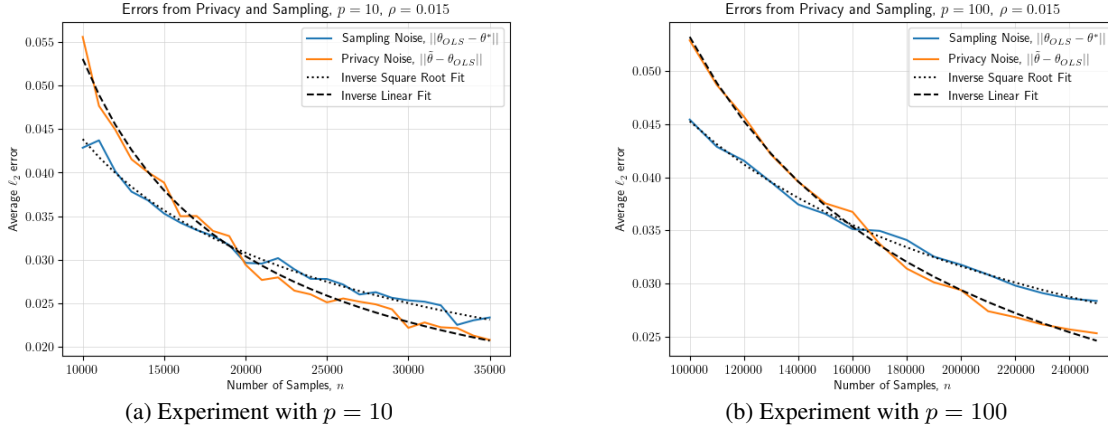 Errors from Privacy and Sampling, p = 10, ρ = 0.015
0.055
0.050
0.045
0.040
0.035
0.030
0.025
0.020
Average ℓ₂ error
Sampling Noise, ||θ_OLS − θ*||
Privacy Noise, ||θ̃ − θ_OLS||
Inverse Square Root Fit
Inverse Linear Fit
10000 15000 20000 25000 30000 35000
Number of Samples, n
(a) Experiment with p = 10
Errors from Privacy and Sampling, p = 100, ρ = 0.015
0.050
0.045
0.040
0.035
0.030
0.025
Average ℓ₂ error
Sampling Noise, ||θ_OLS − θ*||
Privacy Noise, ||θ̃ − θ_OLS||
Inverse Square Root Fit
Inverse Linear Fit
100000 120000 140000 160000 180000 200000 220000 240000
Number of Samples, n
(b) Experiment with p = 100